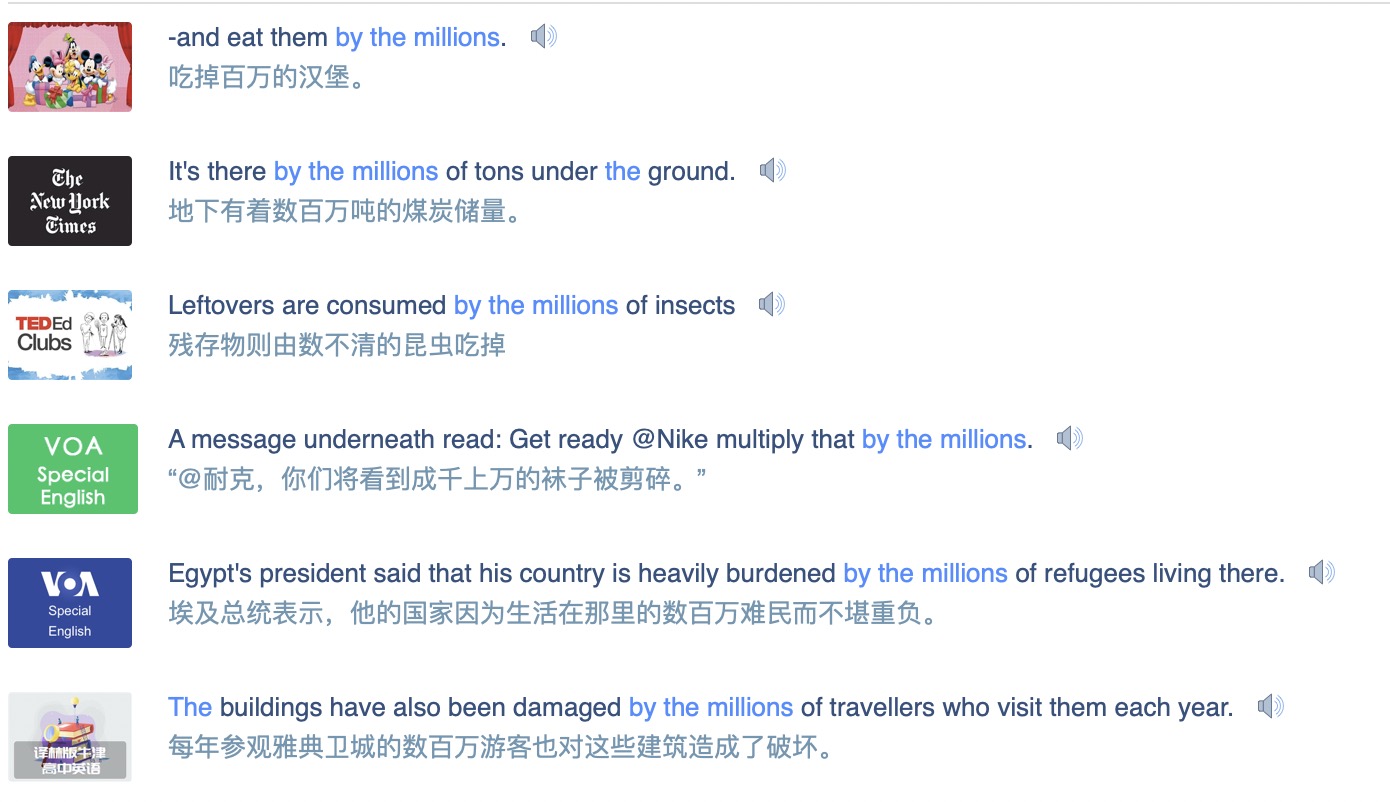 -and eat them by the millions.
吃掉百万的汉堡。
The
New York
Times
It's there by the millions of tons under the ground.
地下有着数百万吨的煤炭储量。
TEDEd
Clubs
Leftovers are consumed by the millions of insects
残存物则由数不清的昆虫吃掉
VOA
Special
English
A message underneath read: Get ready @Nike multiply that by the millions.
“@耐克，你们将看到成千上万的袜子被剪碎。”
VOA
Special
English
Egypt's president said that his country is heavily burdened by the millions of refugees living there.
埃及总统表示，他的国家因为生活在那里的数百万难民而不堪重负。
译林版牛津
高中英语
The buildings have also been damaged by the millions of travellers who visit them each year.
每年参观雅典卫城的数百万游客也对这些建筑造成了破坏。